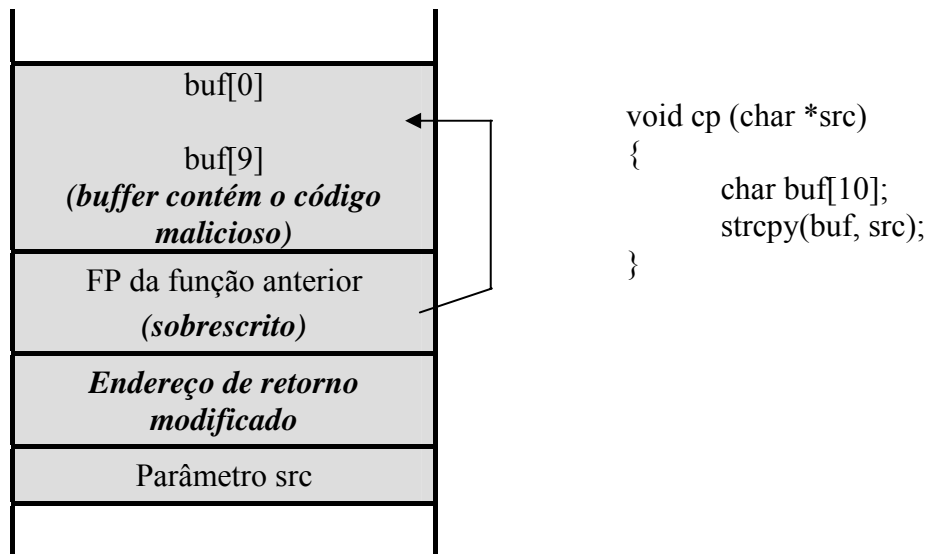 buf[0]
buf[9]
(buffer contém o código
malicioso)
FP da função anterior
(sobrescrito)
Endereço de retorno
modificado
Parâmetro src
void cp (char *src)
{
char buf[10];
strcpy(buf, src);
}